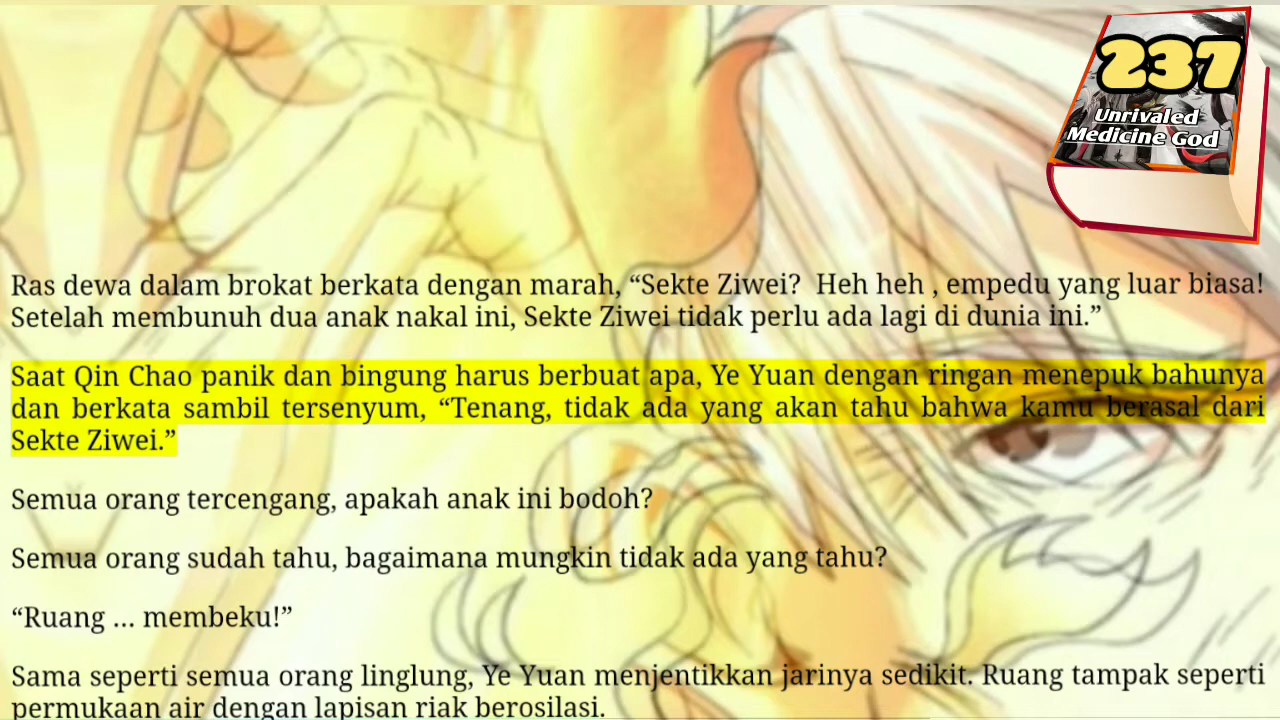 237
Unrivaled
Medicine God
Ras dewa dalam brokat berkata dengan marah, “Sekte Ziwei?  Heh heh , empedu yang luar biasa!
Setelah membunuh dua anak nakal ini, Sekte Ziwei tidak perlu ada lagi di dunia ini.”
Saat Qin Chao panik dan bingung harus berbuat apa, Ye Yuan dengan ringan menepuk bahunya
dan berkata sambil tersenyum, “Tenang, tidak ada yang akan tahu bahwa kamu berasal dari
Sekte Ziwei.”
Semua orang tercengang, apakah anak ini bodoh?
Semua orang sudah tahu, bagaimana mungkin tidak ada yang tahu?
“Ruang … membeku!”
Sama seperti semua orang linglung, Ye Yuan menjentikkan jarinya sedikit. Ruang tampak seperti
permukaan air dengan lapisan riak berosilasi.